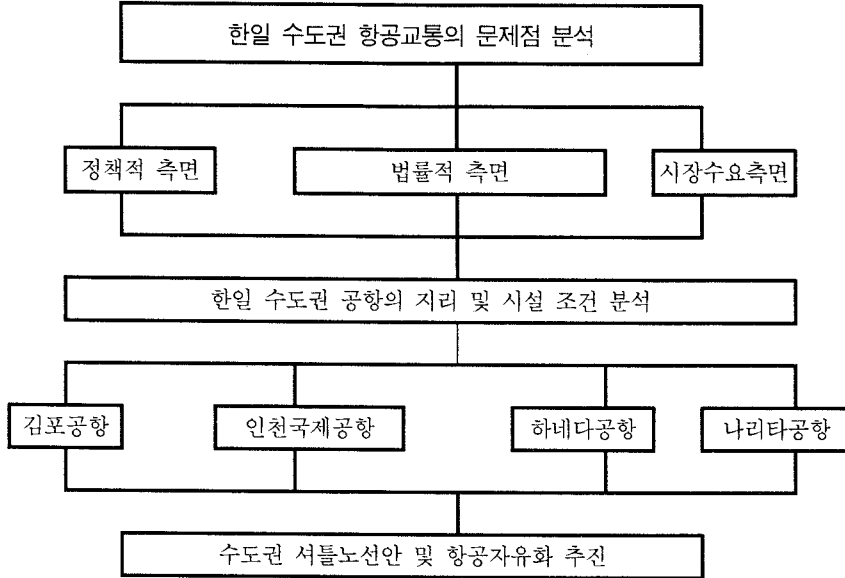 한일 수도권 항공교통의 문제점 분석
정책적 측면
법률적 측면
시장수요측면
한일 수도권 공항의 지리 및 시설 조건 분석
김포공항
인천국제공항
하네다공항
나리타공항
수도권 셔틀노선안 및 항공자유화 추진